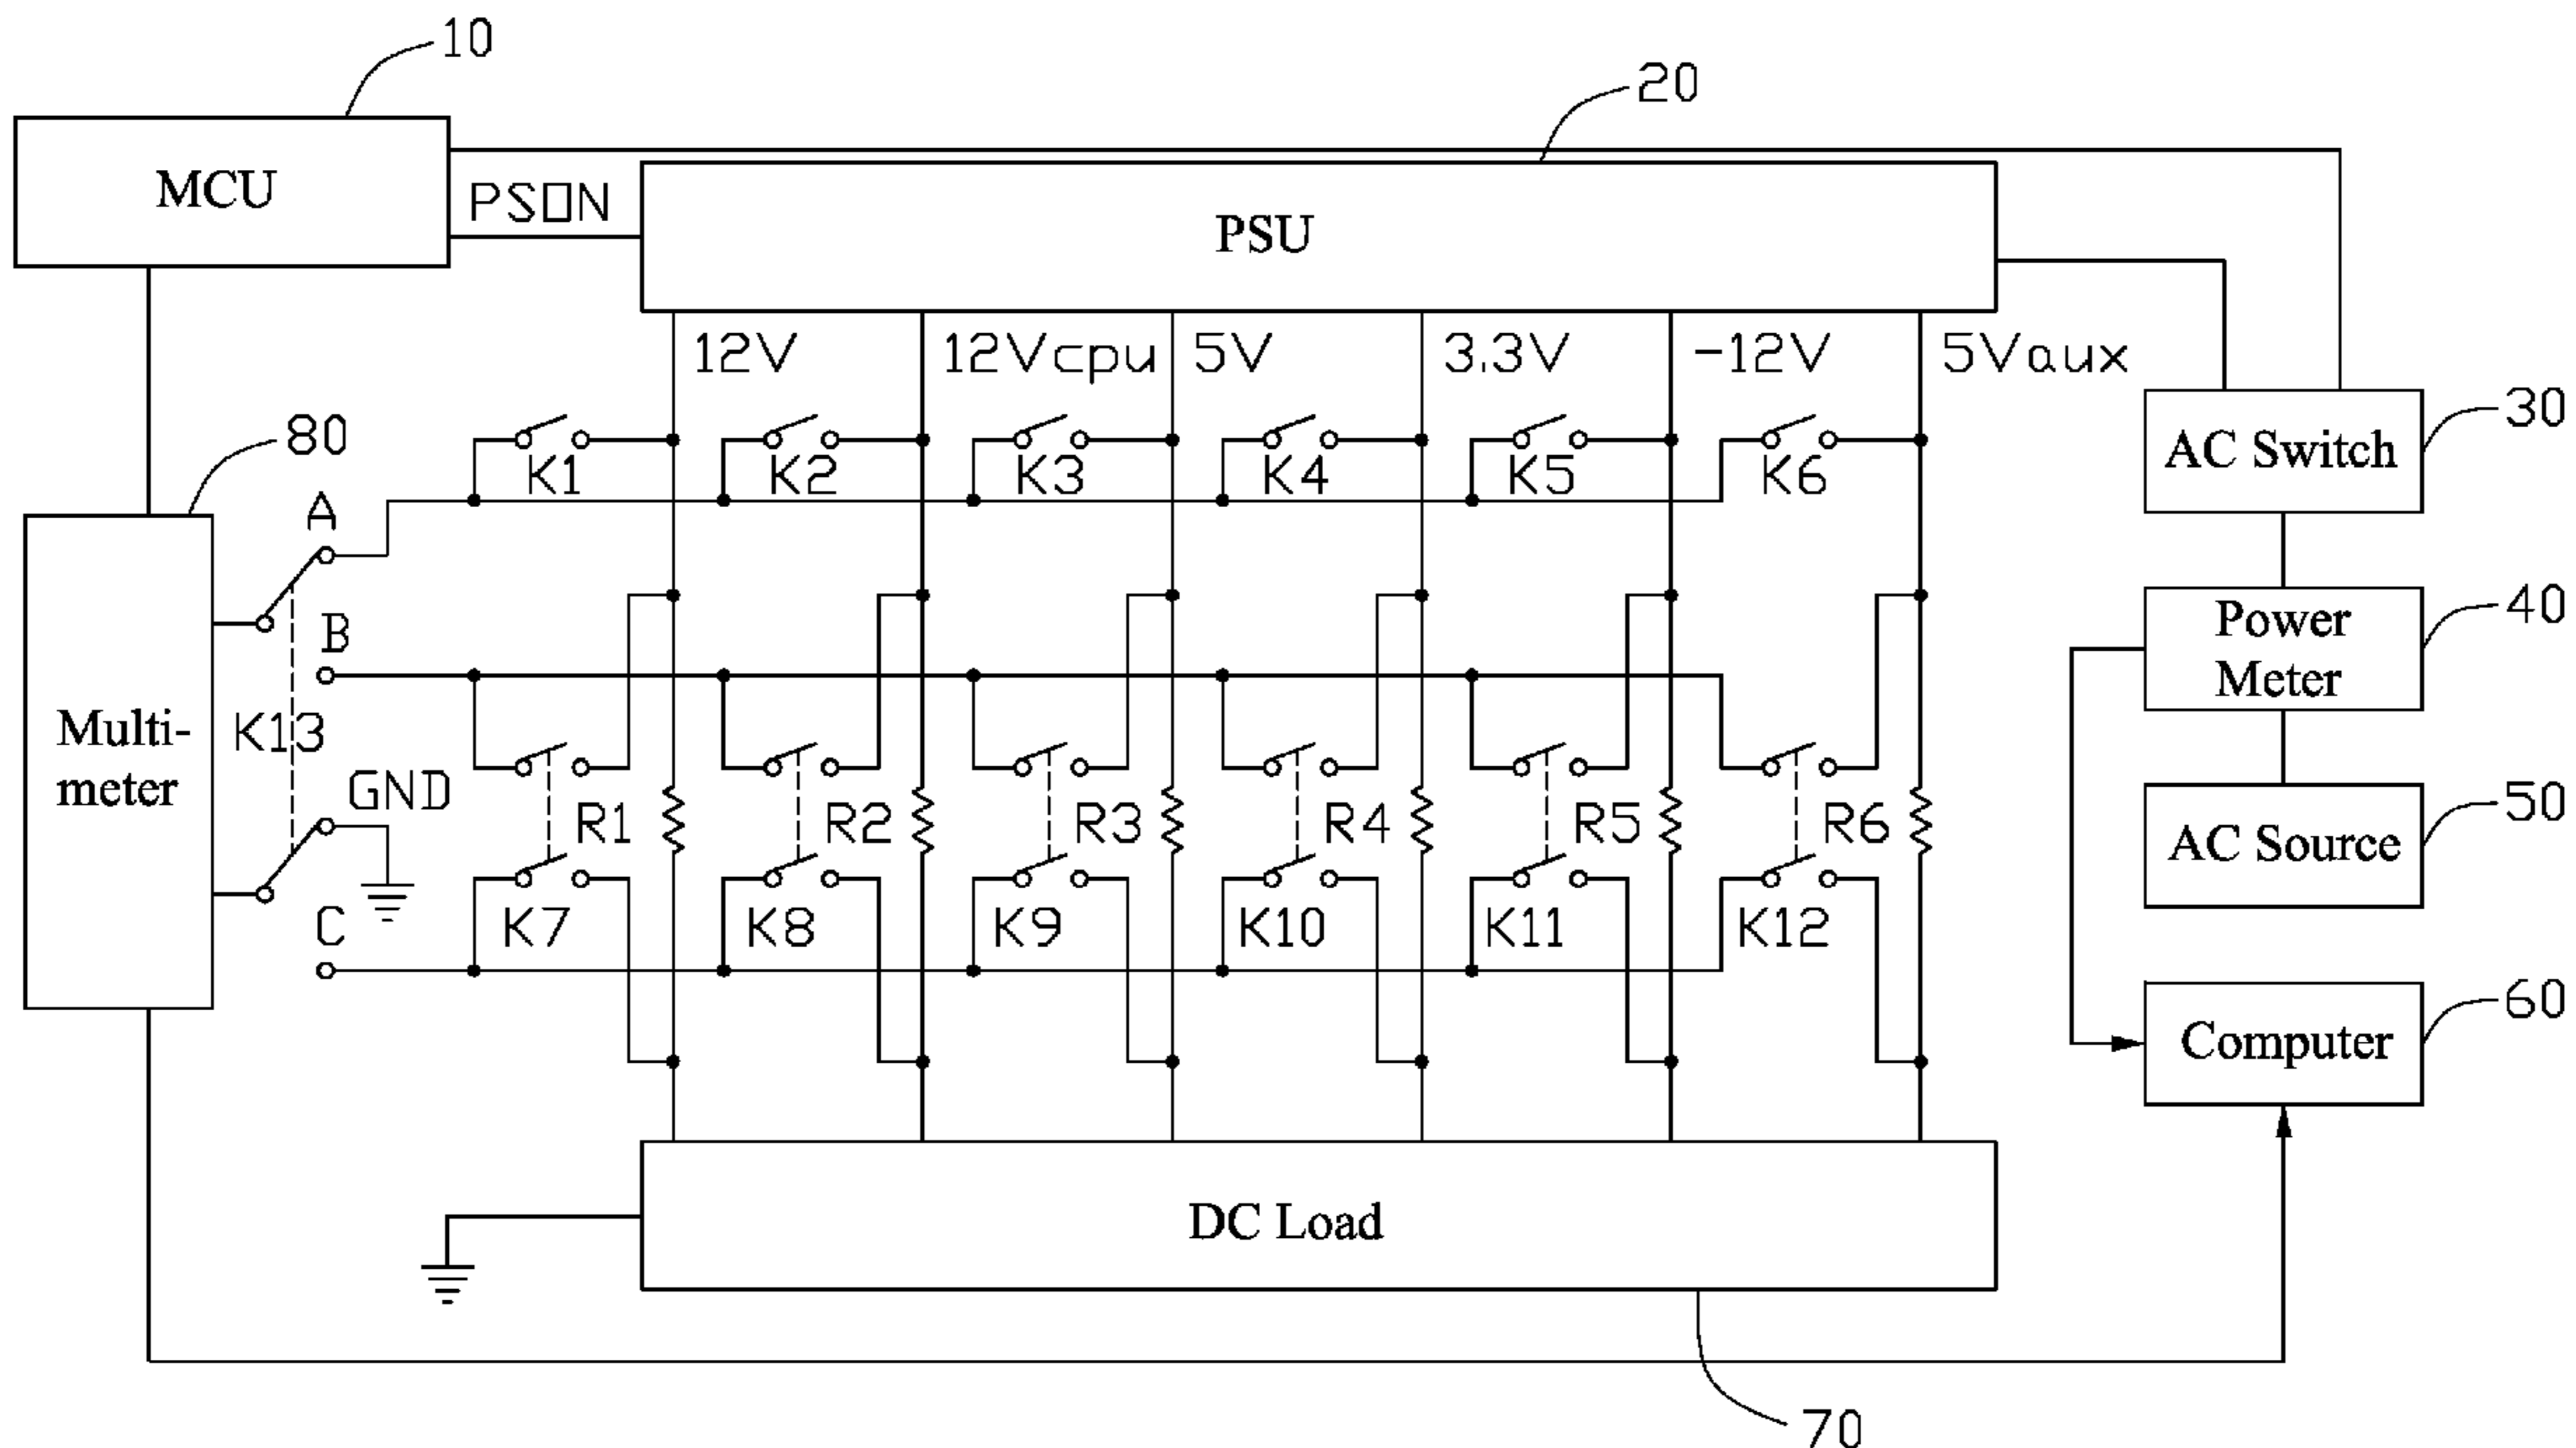 10
20
MCU
PSON
PSU
12V
12Vcpu
5V
3.3V
-12V
5Vaux
30
AC Switch
80
K1
K2
K3
K4
K5
K6
A
40
Power
Meter
B
K13
Multi-
meter
GND
R1
R2
R3
R4
R5
R6
50
AC Source
K7
K8
K9
K10
K11
K12
C
60
Computer
DC Load
70